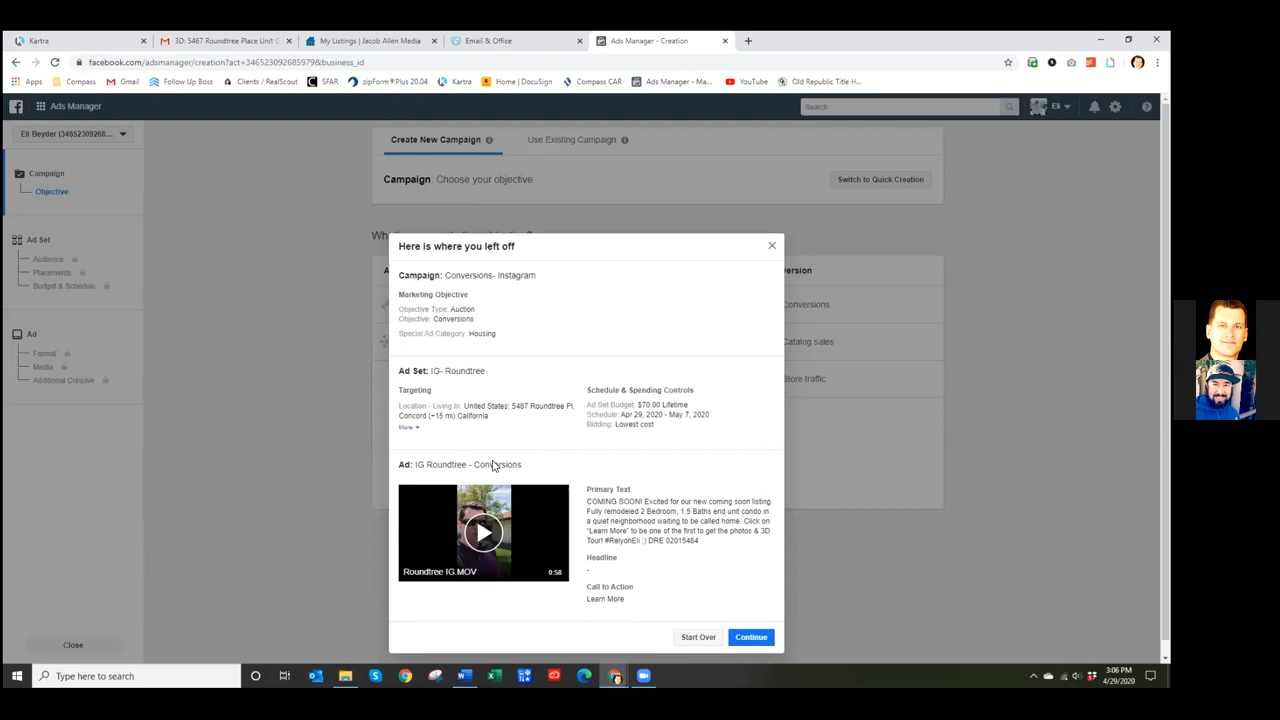 Kartra
3D: 5467 Roundtree Place Unit
My Listings | Jacob Allen Media
Email & Office
Ads Manager - Creation
facebook.com/adsmanager/creation?act=346523092685979&business_id
Apps
Compass
Gmail
Follow Up Boss
Clients / RealScout
SFAR
zipForm®Plus 20.04
Kartra
Home | DocuSign
Compass CAR
Ads Manager - Ma...
YouTube
Old Republic Title H...
Ads Manager
Search
Eli
Eli Beyder (34652309268...
Create New Campaign
Use Existing Campaign
Campaign
Objective
Campaign: Choose your objective
Switch to Quick Creation
Ad Set
Audience
Placements
Budget & Schedule
Ad
Format
Media
Additional Creative
Close
Conversions
Catalog sales
Store traffic
Here is where you left off
Campaign: Conversions- Instagram
Marketing Objective
Objective Type: Auction
Objective: Conversions
Special Ad Category: Housing
Ad Set: IG- Roundtree
Targeting
Location - Living In: United States: 5467 Roundtree Pl,
Concord (+15 mi) California
More
Schedule & Spending Controls
Ad Set Budget: $70.00 Lifetime
Schedule: Apr 29, 2020 - May 7, 2020
Bidding: Lowest cost
Ad: IG Roundtree - Conversions
Roundtree IG.MOV
0:58
Primary Text
COMING SOON! Excited for our new coming soon listing.
Fully remodeled 2 Bedroom, 1.5 Baths end unit condo in
a quiet neighborhood waiting to be called home. Click on
"Learn More" to be one of the first to get the photos & 3D
Tour! #RelyonEli ;) DRE 02015484
Headline
-
Call to Action
Learn More
Start Over
Continue
Type here to search
3:06 PM
4/29/2020